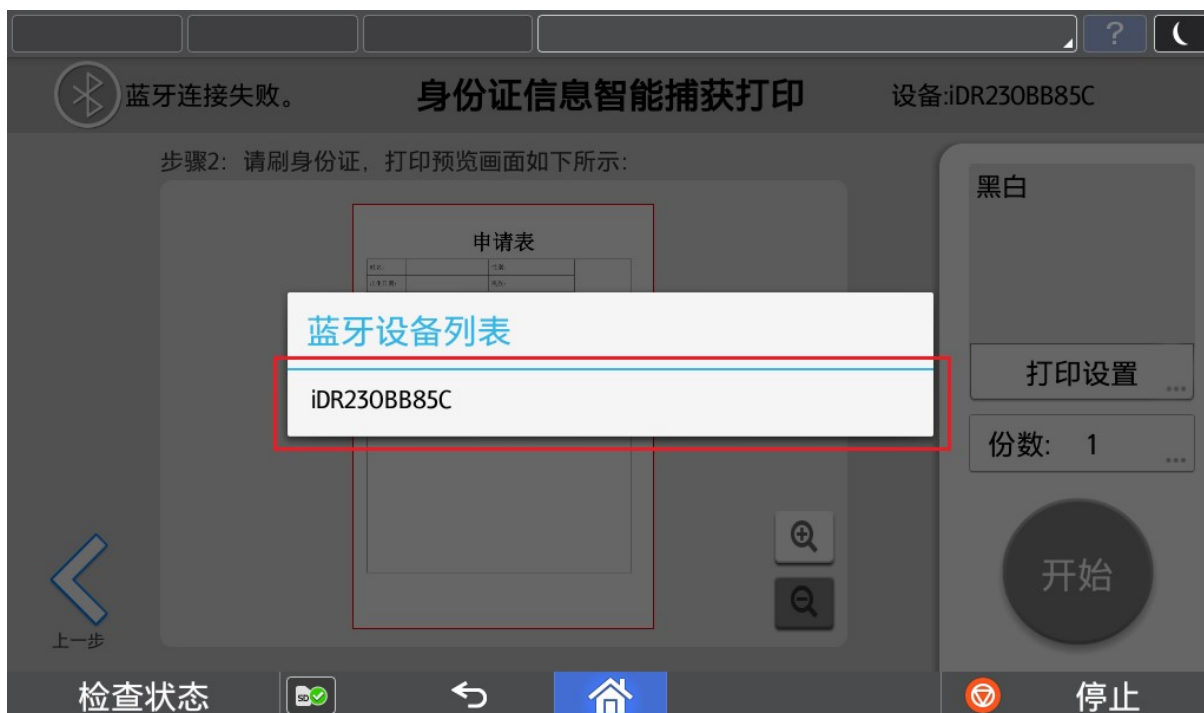 ?
蓝牙连接失败。
身份证信息智能捕获打印
设备:iDR230BB85C
步骤2：请刷身份证，打印预览画面如下所示：
黑白
申请表
蓝牙设备列表
iDR230BB85C
打印设置
份数: 1
开始
上一步
检查状态
SD
停止